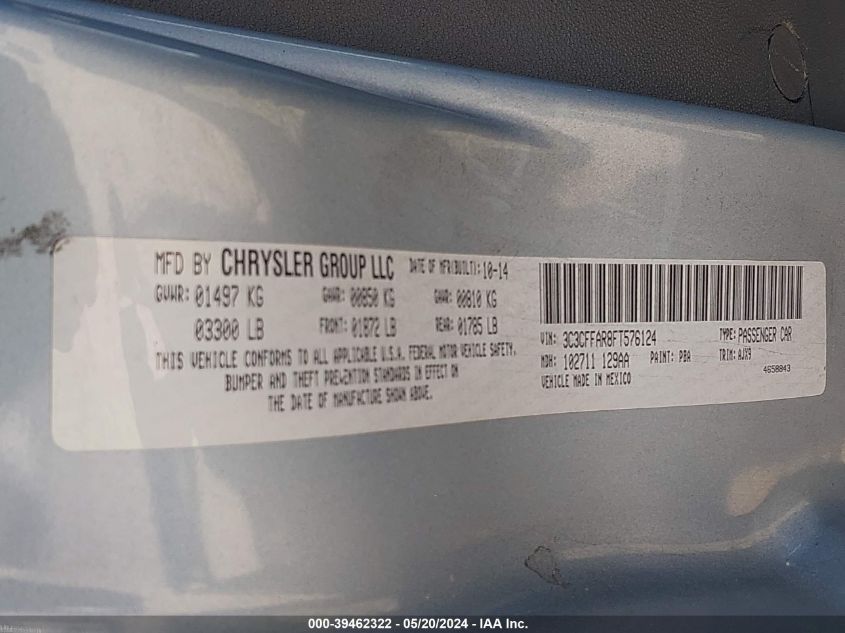 MFD BY CHRYSLER GROUP LLC DATE OF MFR(BUILT): 10-14
GVWR: 01497 KG GAWR: 00850 KG GAWR: 00810 KG
03300 LB FRONT: 01872 LB REAR: 01785 LB
THIS VEHICLE CONFORMS TO ALL APPLICABLE U.S.A. FEDERAL MOTOR VEHICLE SAFETY,
BUMPER AND THEFT PREVENTION STANDARDS IN EFFECT ON
THE DATE OF MANUFACTURE SHOWN ABOVE.
VIN: 3C3CFFAR8FT576124 TYPE: PASSENGER CAR
MDH: 102711 129AA PAINT: PBA TRIM: AJX9
VEHICLE MADE IN MEXICO 4658843
000-39462322 | 05/20/2024 - IAA Inc.